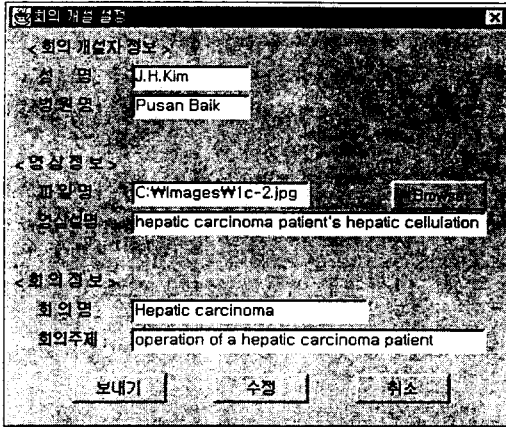 회의 개설 설정
<회의 개설자 정보>
성 명 : J.H.Kim
병원명 : Pusan Baik
<영상정보>
파일명 : C:₩Images₩1c-2.jpg Browser
영상설명 : hepatic carcinoma patient's hepatic cellulation
<회의정보>
회의명 : Hepatic carcinoma
회의주제 : operation of a hepatic carcinoma patient
보내기 수정 취소